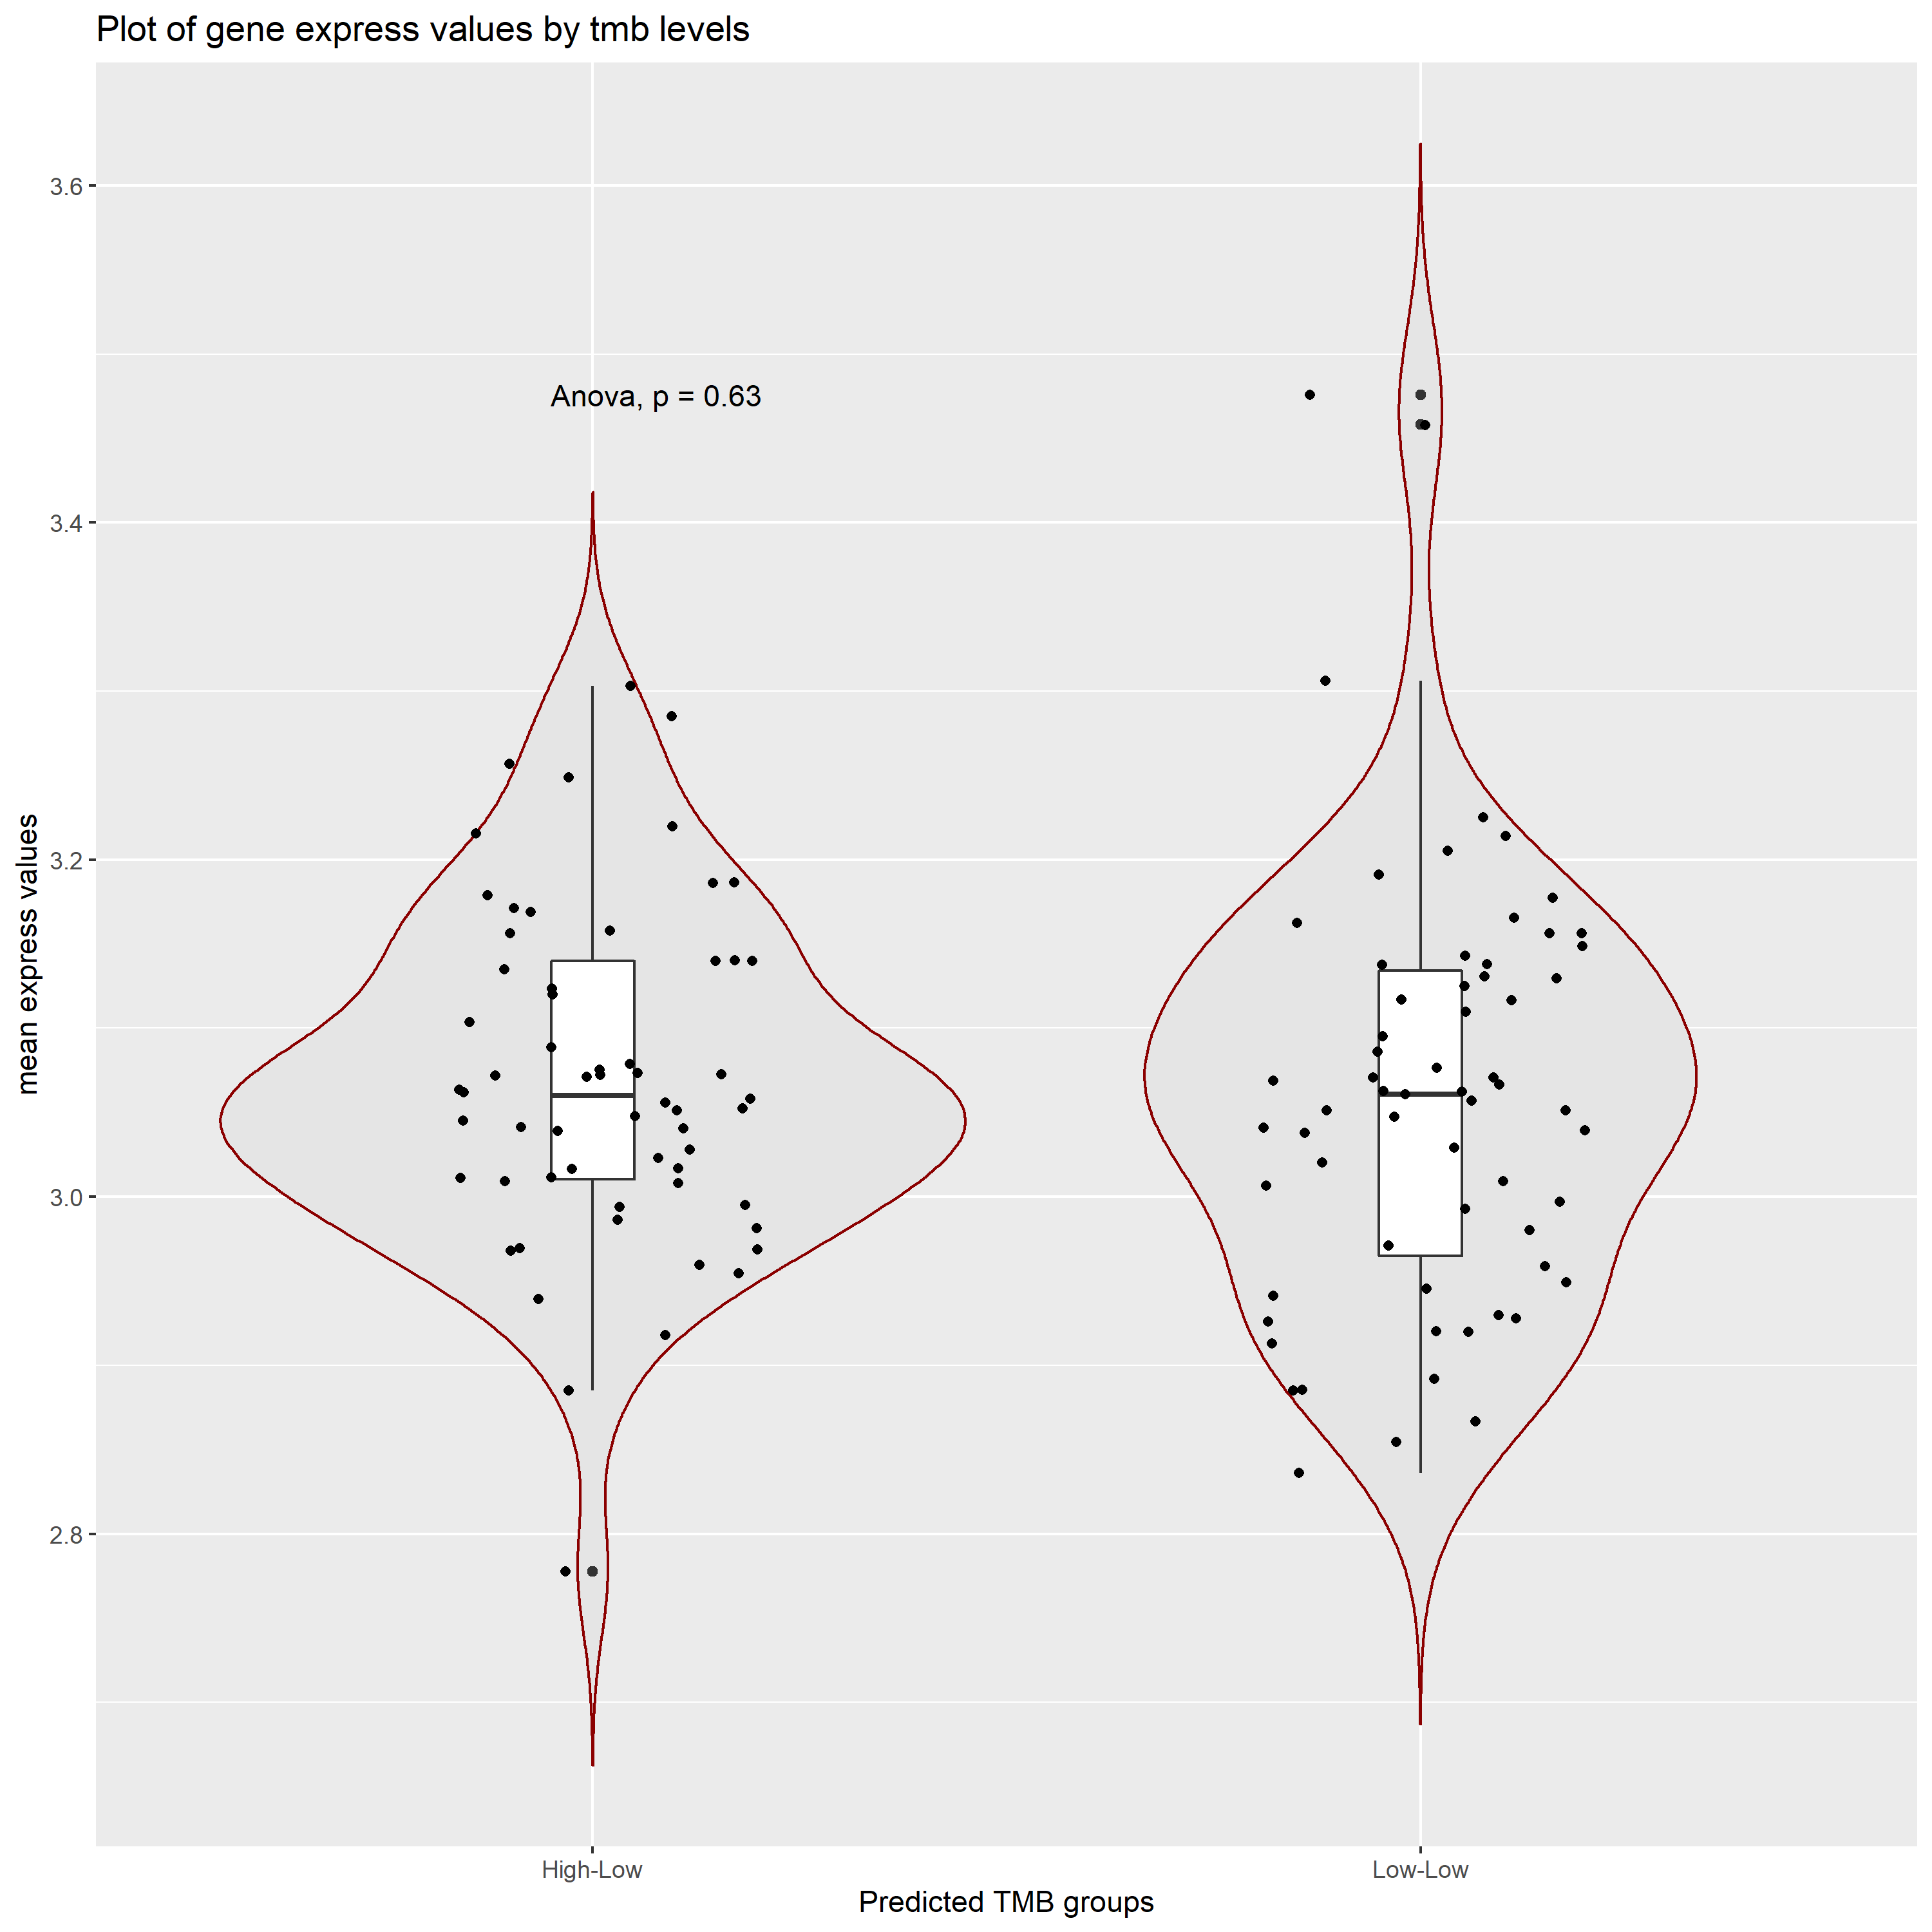 Plot of gene express values by tmb levels
3.6
Anova, p = 0.63
3.4
3.2
mean express values
3.0
2.8
High-Low
Low-Low
Predicted TMB groups